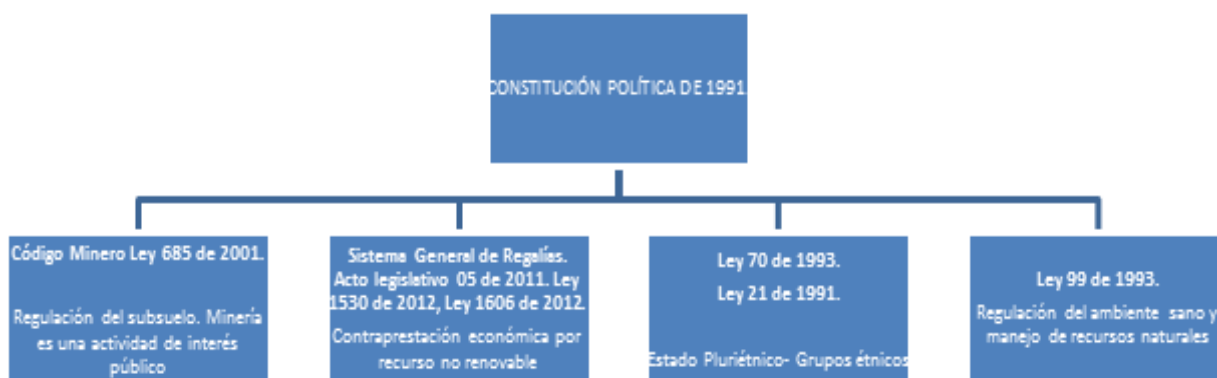 CONSTITUCIÓN POLÍTICA DE 1991.
Código Minero Ley 685 de 2001.
Regulación del subsuelo. Minería
es una actividad de interés
público
Sistema General de Regalías.
Acto legislativo 05 de 2011. Ley
1530 de 2012, Ley 1606 de 2012.
Contraprestación económica por
recurso no renovable
Ley 70 de 1993.
Ley 21 de 1991.
Estado Pluriétnico- Grupos étnicos
Ley 99 de 1993.
Regulación del ambiente sano y
manejo de recursos naturales